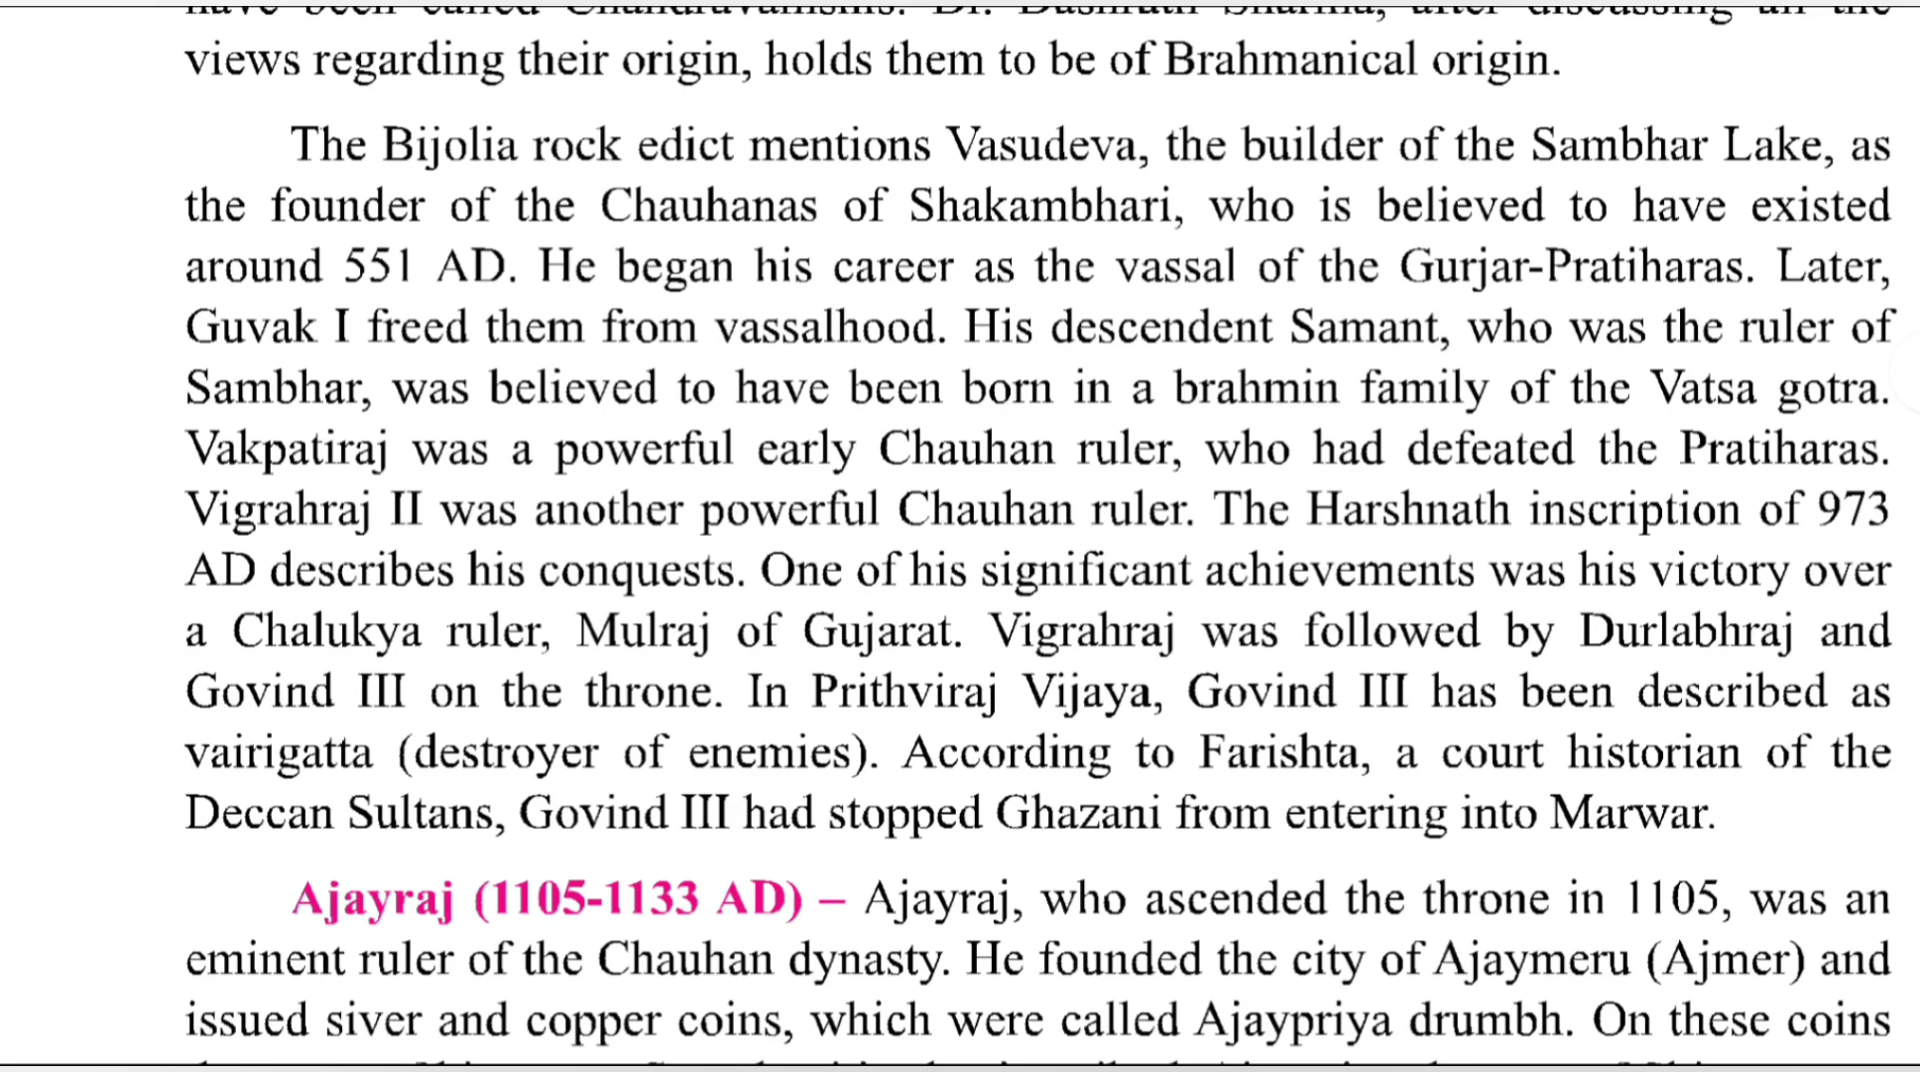 views regarding their origin, holds them to be of Brahmanical origin.
The Bijolia rock edict mentions Vasudeva, the builder of the Sambhar Lake, as
the founder of the Chauhanas of Shakambhari, who is believed to have existed
around 551 AD. He began his career as the vassal of the Gurjar-Pratiharas. Later,
Guvak I freed them from vassalhood. His descendent Samant, who was the ruler of
Sambhar, was believed to have been born in a brahmin family of the Vatsa gotra.
Vakpatiraj was a powerful early Chauhan ruler, who had defeated the Pratiharas.
Vigrahraj II was another powerful Chauhan ruler. The Harshnath inscription of 973
AD describes his conquests. One of his significant achievements was his victory over
a Chalukya ruler, Mulraj of Gujarat. Vigrahraj was followed by Durlabhraj and
Govind III on the throne. In Prithviraj Vijaya, Govind III has been described as
vairigatta (destroyer of enemies). According to Farishta, a court historian of the
Deccan Sultans, Govind III had stopped Ghazani from entering into Marwar.
Ajayraj (1105-1133 AD) – Ajayraj, who ascended the throne in 1105, was an
eminent ruler of the Chauhan dynasty. He founded the city of Ajaymeru (Ajmer) and
issued siver and copper coins, which were called Ajaypriya drumbh. On these coins